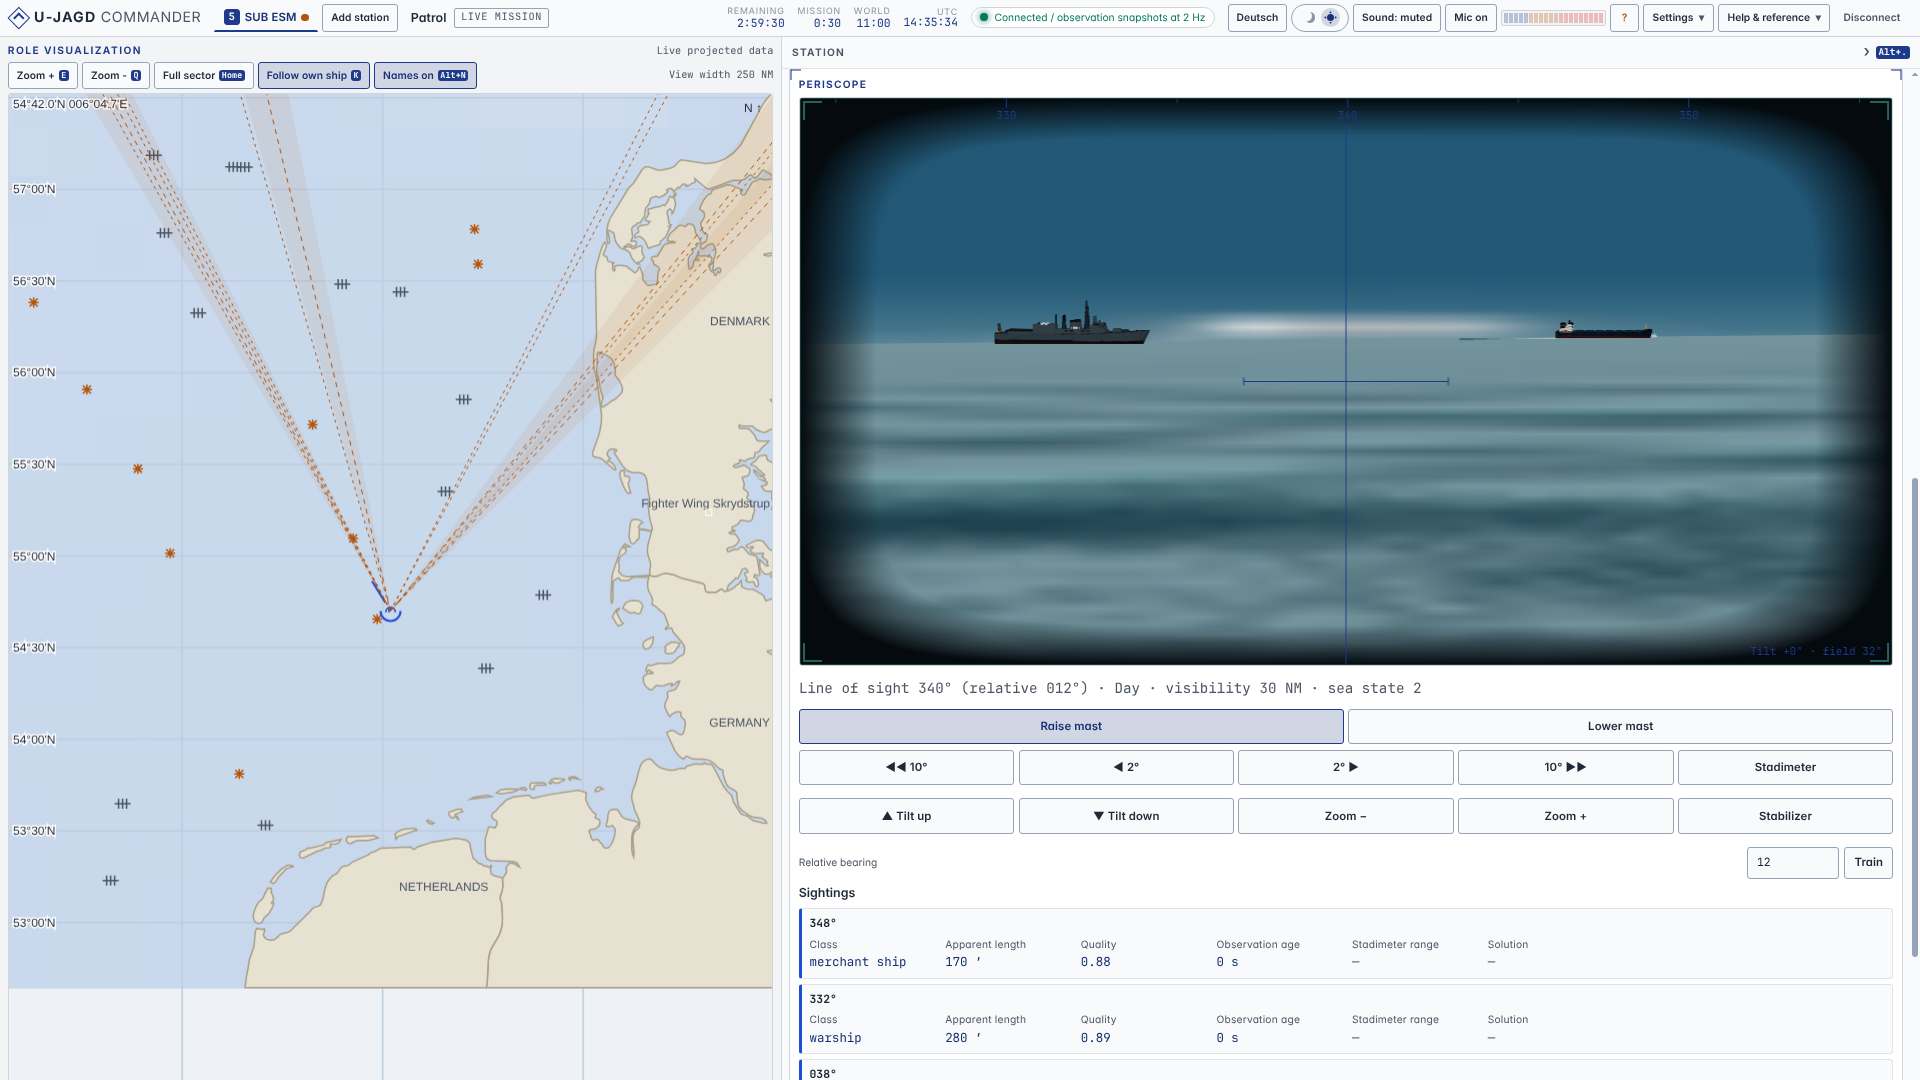 U-JAGD COMMANDER
5 SUB ESM
Add station
Patrol
LIVE MISSION
REMAINING 2:59:30
MISSION 0:30
WORLD 11:00
UTC 14:35:34
Connected / observation snapshots at 2 Hz
Deutsch
Sound: muted
Mic on
?
Settings ▾
Help & reference ▾
Disconnect
ROLE VISUALIZATION
Live projected data
Zoom + E
Zoom - Q
Full sector Home
Follow own ship K
Names on Alt+N
View width 250 NM
54°42.0'N 006°04.7'E
N ↑
57°00'N
56°30'N
DENMARK
56°00'N
55°30'N
Fighter Wing Skrydstrup
55°00'N
54°30'N
GERMANY
54°00'N
53°30'N
NETHERLANDS
53°00'N
STATION
Alt+.
PERISCOPE
330
340
350
Tilt +0° · field 32°
Line of sight 340° (relative 012°) · Day · visibility 30 NM · sea state 2
Raise mast
Lower mast
◀◀ 10°
◀ 2°
2° ▶
10° ▶▶
Stadimeter
▲ Tilt up
▼ Tilt down
Zoom −
Zoom +
Stabilizer
Relative bearing
12
Train
Sightings
348°
Class Apparent length Quality Observation age Stadimeter range Solution
merchant ship 170 ′ 0.88 0 s — —
332°
Class Apparent length Quality Observation age Stadimeter range Solution
warship 280 ′ 0.89 0 s — —
038°